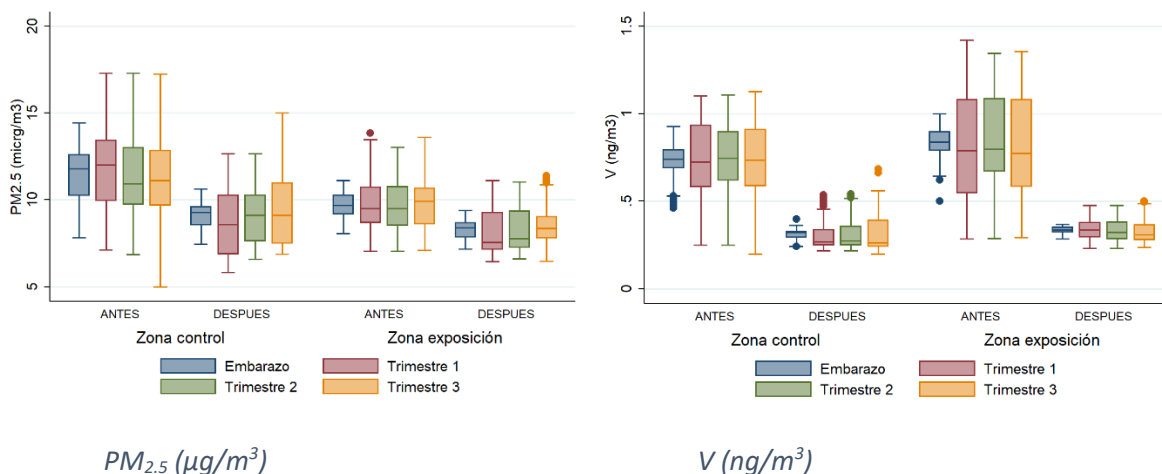 20
15
10
5
PM2.5 (micrg/m3)
ANTES DESPUES ANTES DESPUES
Zona control Zona exposición
Embarazo Trimestre 1
Trimestre 2 Trimestre 3
1.5
1
.5
0
V (ng/m3)
ANTES DESPUES ANTES DESPUES
Zona control Zona exposición
Embarazo Trimestre 1
Trimestre 2 Trimestre 3
PM2.5 (μg/m3) V (ng/m3)